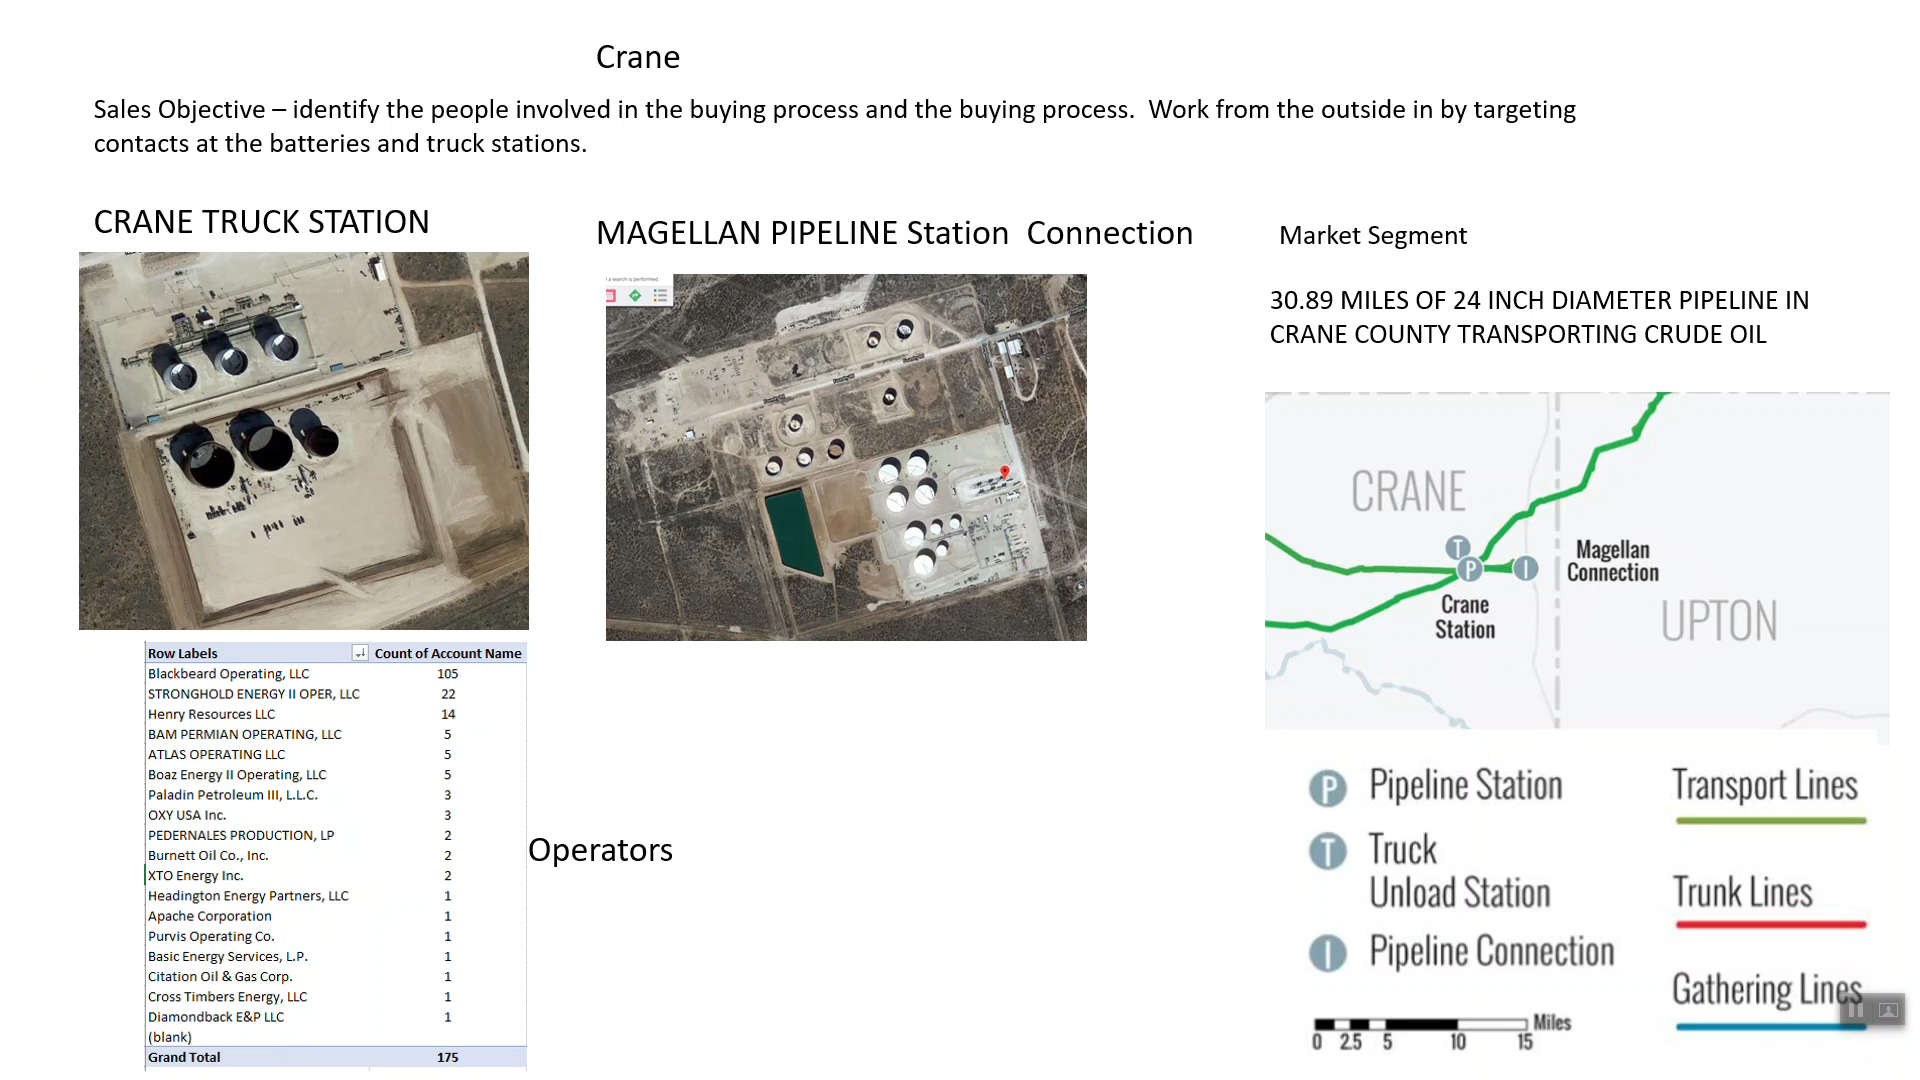 Crane
Sales Objective – identify the people involved in the buying process and the buying process.  Work from the outside in by targeting
contacts at the batteries and truck stations.
CRANE TRUCK STATION
MAGELLAN PIPELINE Station  Connection
a search is performed.
Row Labels Count of Account Name
Blackbeard Operating, LLC 105
STRONGHOLD ENERGY II OPER, LLC 22
Henry Resources LLC 14
BAM PERMIAN OPERATING, LLC 5
ATLAS OPERATING LLC 5
Boaz Energy II Operating, LLC 5
Paladin Petroleum III, L.L.C. 3
OXY USA Inc. 3
PEDERNALES PRODUCTION, LP 2
Burnett Oil Co., Inc. 2
XTO Energy Inc. 2
Headington Energy Partners, LLC 1
Apache Corporation 1
Purvis Operating Co. 1
Basic Energy Services, L.P. 1
Citation Oil & Gas Corp. 1
Cross Timbers Energy, LLC 1
Diamondback E&P LLC 1
(blank)
Grand Total 175
Operators
Market Segment
30.89 MILES OF 24 INCH DIAMETER PIPELINE IN
CRANE COUNTY TRANSPORTING CRUDE OIL
CRANE
T
P
I
Magellan
Connection
Crane
Station
UPTON
P Pipeline Station
T Truck
Unload Station
I Pipeline Connection
Transport Lines
Trunk Lines
Gathering Lines
Miles
0 2.5 5 10 15